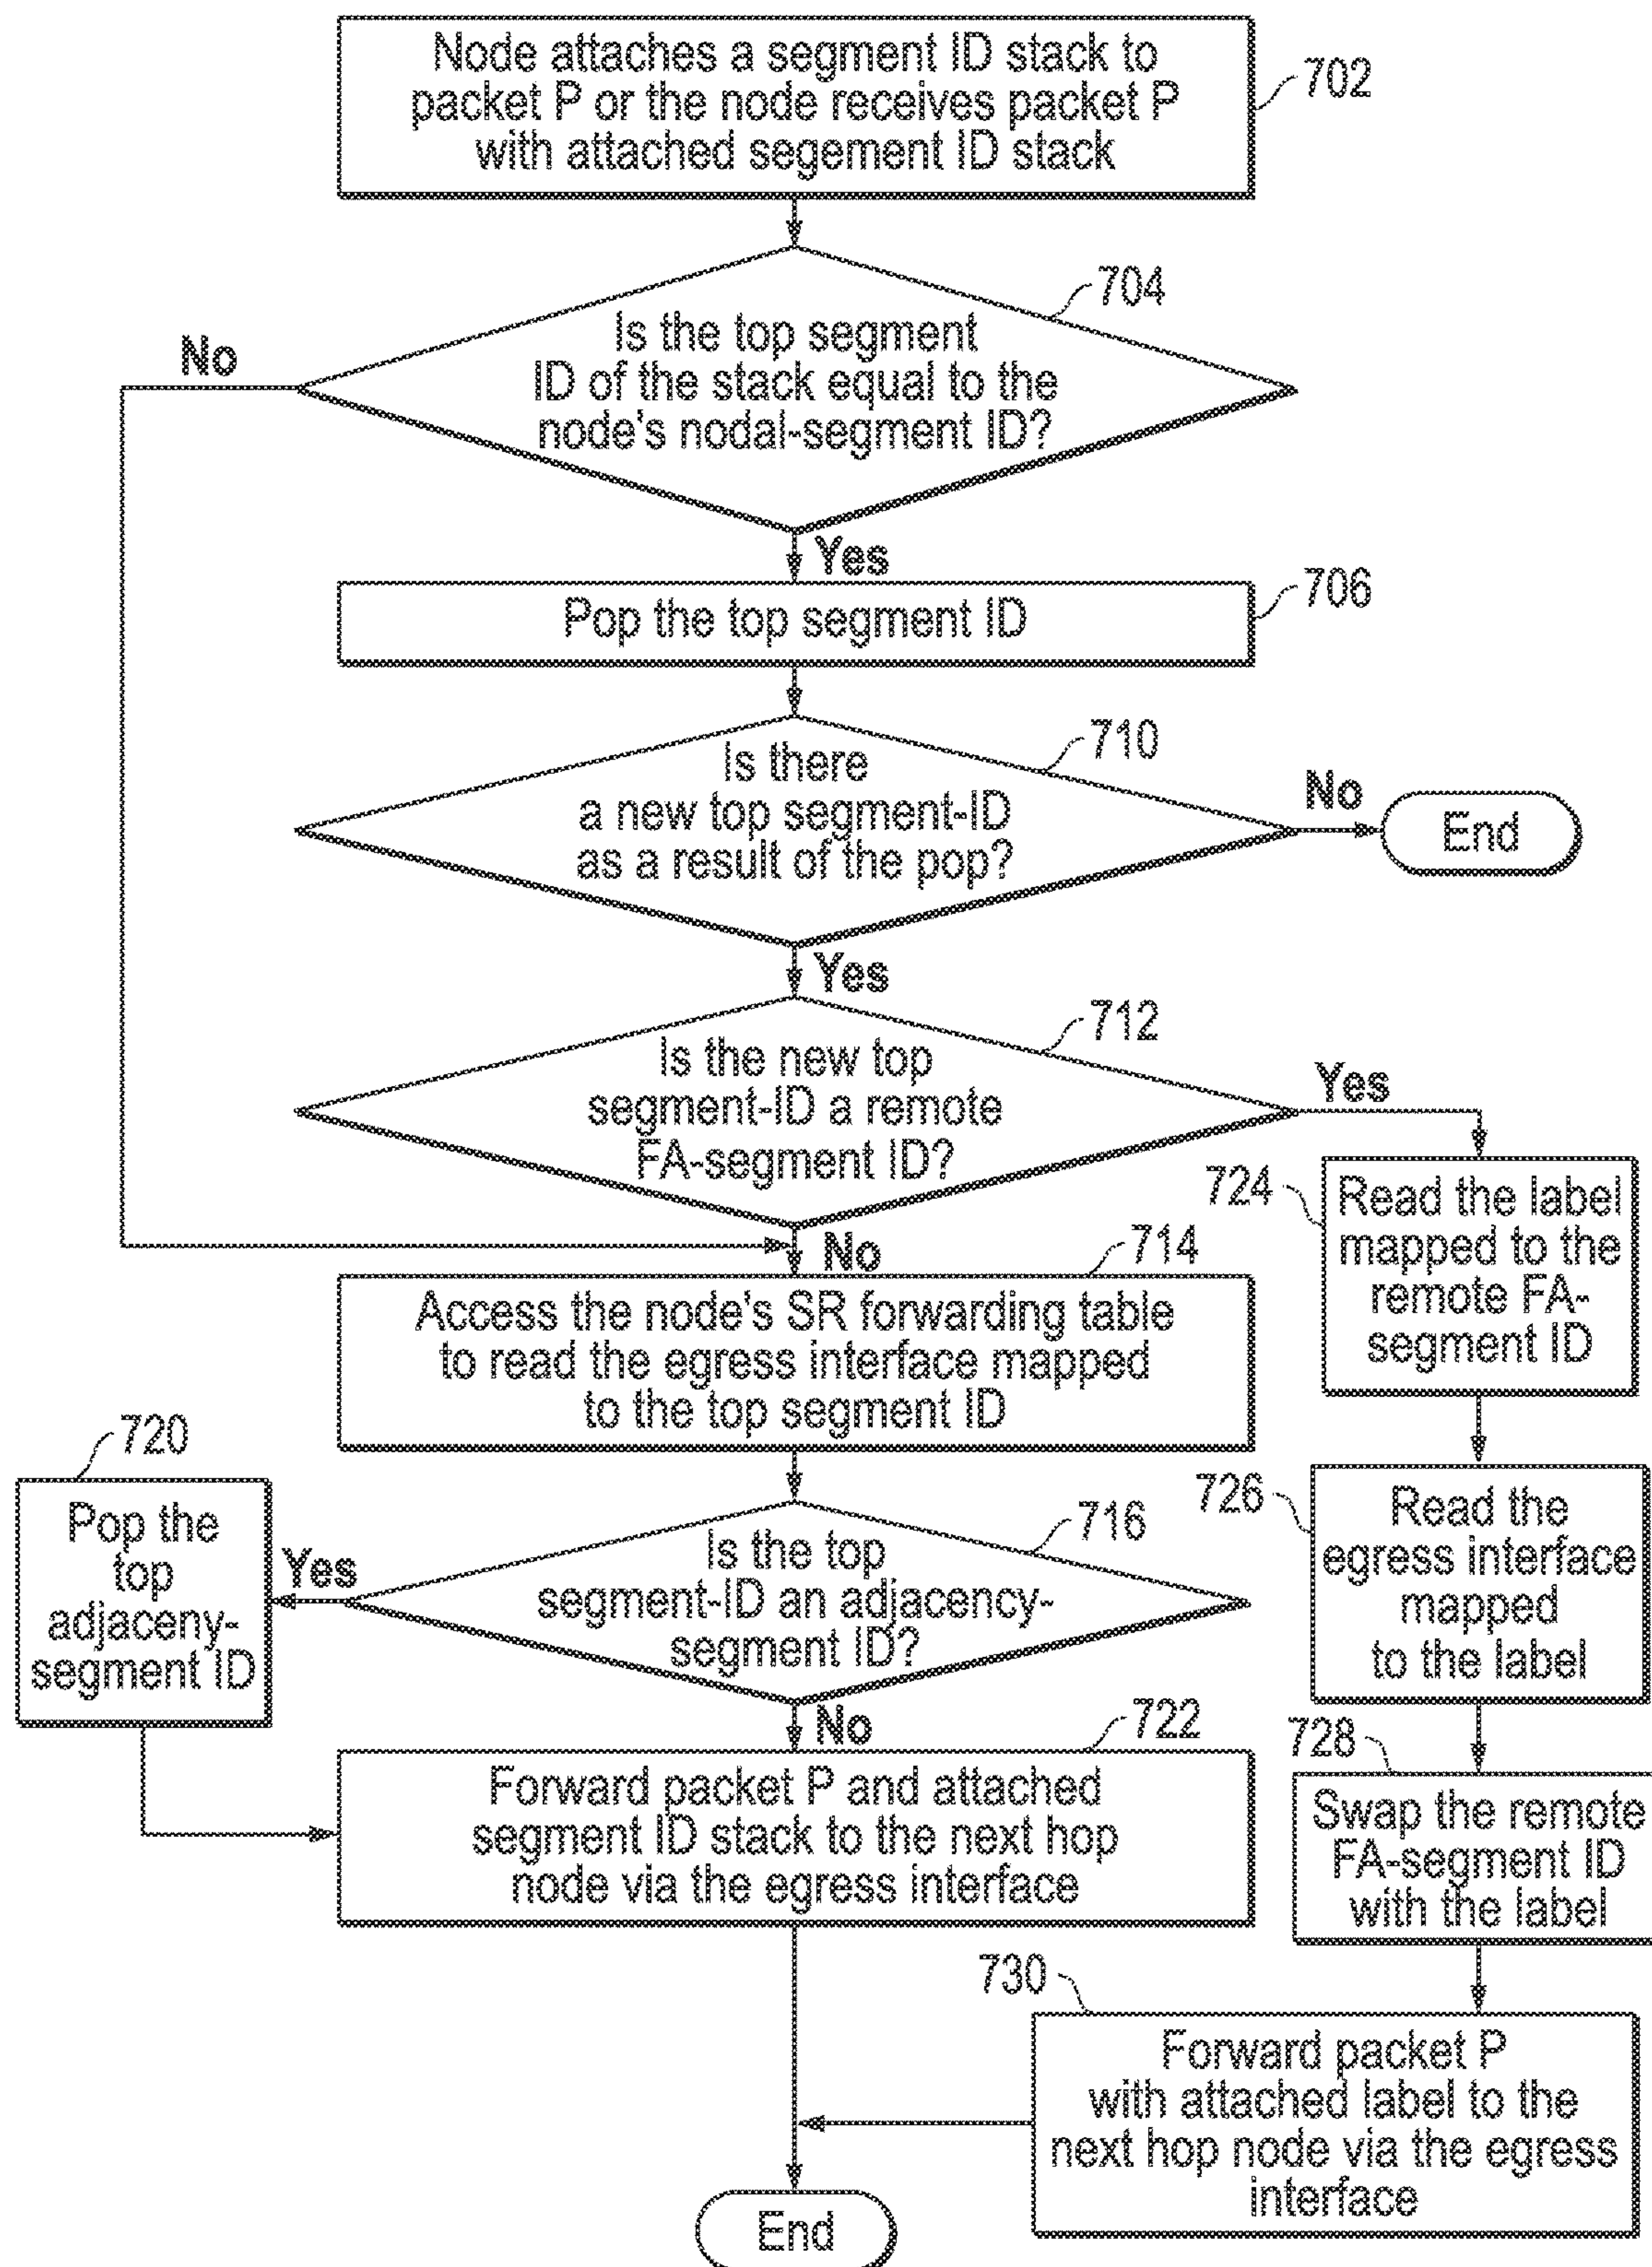 Node attaches a segment ID stack to
packet P or the node receives packet P
with attached segement ID stack
702
704
Is the top segment
ID of the stack equal to the
node's nodal-segment ID?
No
Yes
706
Pop the top segment ID
710
Is there
a new top segment-ID
as a result of the pop?
No
End
Yes
712
Is the new top
segment-ID a remote
FA-segment ID?
Yes
No
724
Read the label
mapped to the
remote FA-
segment ID
714
Access the node's SR forwarding table
to read the egress interface mapped
to the top segment ID
720
Pop the
top
adjaceny-
segment ID
Yes
716
Is the top
segment-ID an adjacency-
segment ID?
No
726
Read the
egress interface
mapped
to the label
722
Forward packet P and attached
segment ID stack to the next hop
node via the egress interface
728
Swap the remote
FA-segment ID
with the label
730
Forward packet P
with attached label to the
next hop node via the egress
interface
End